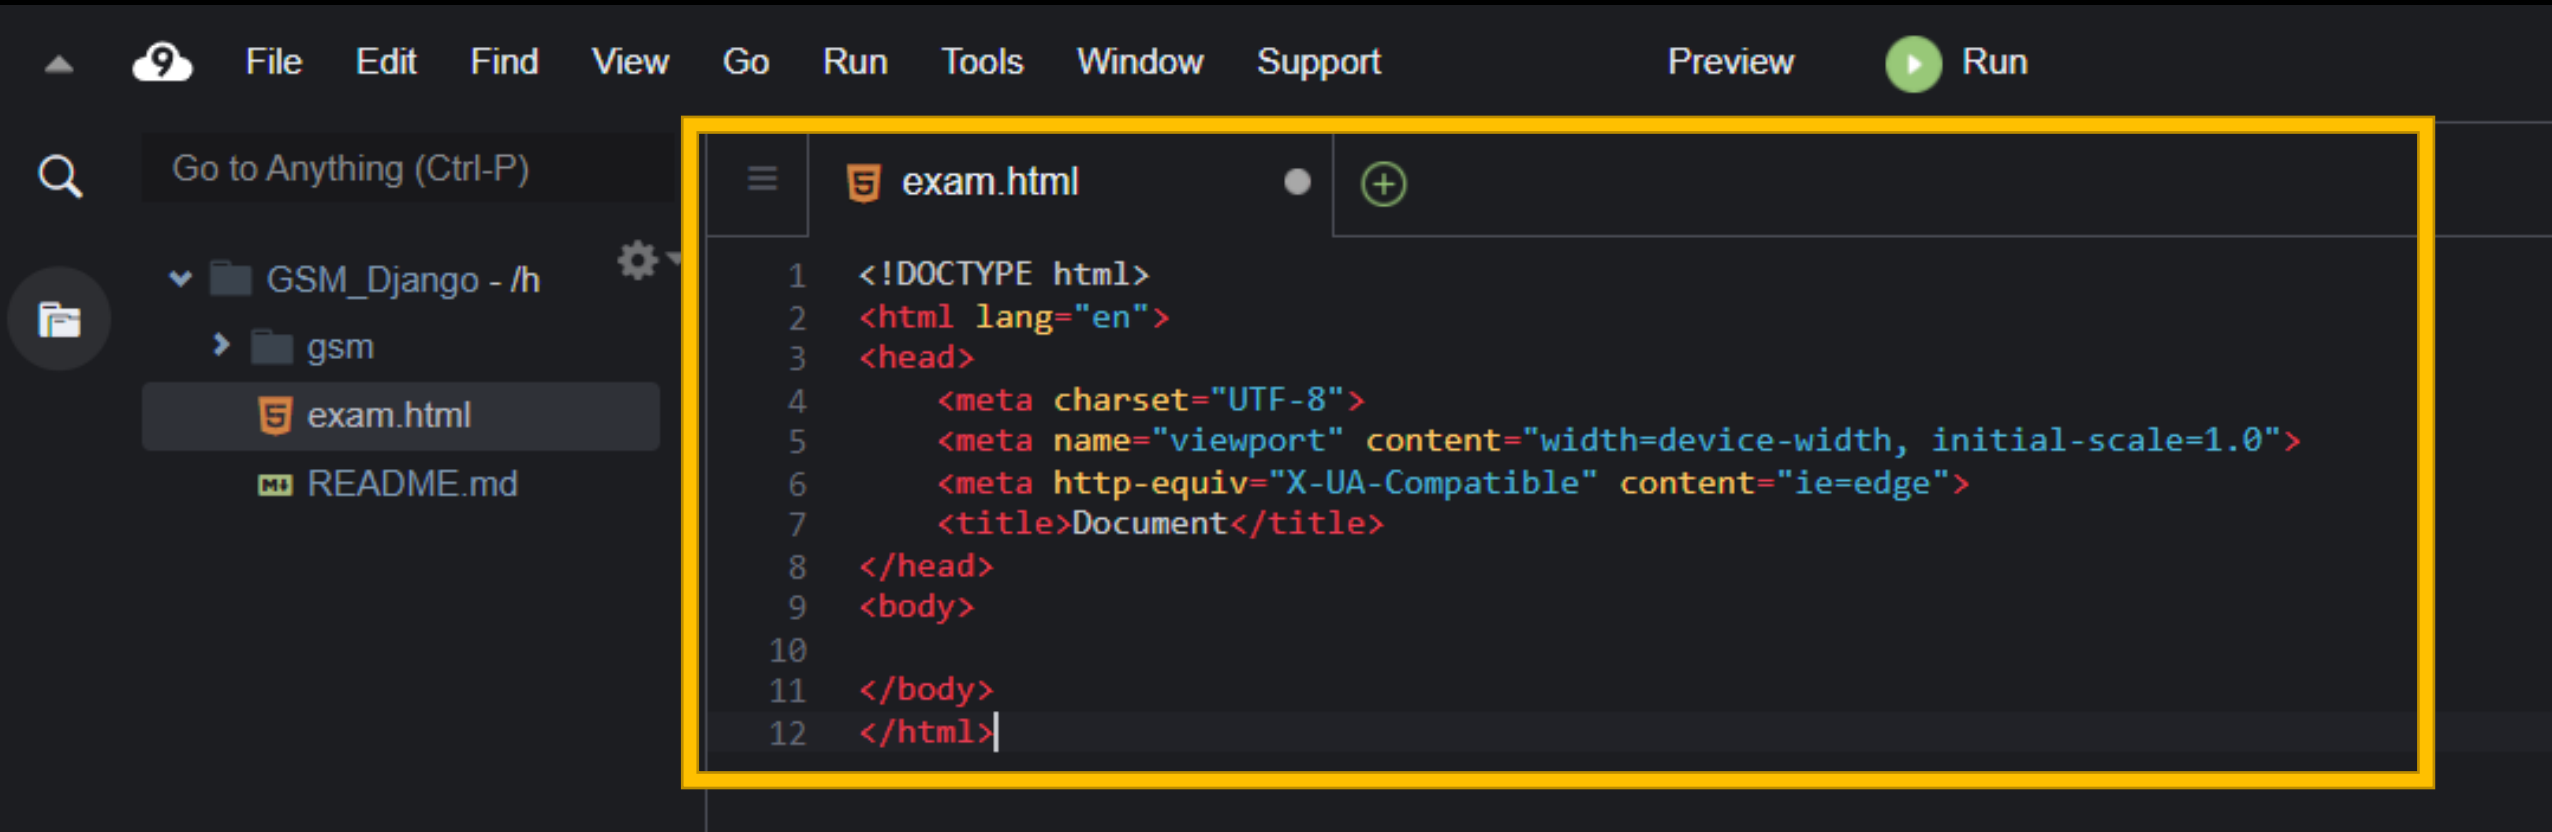 9 File Edit Find View Go Run Tools Window Support Preview Run
Go to Anything (Ctrl-P)
GSM_Django - /h
gsm
exam.html
README.md
exam.html
1 <!DOCTYPE html>
2 <html lang="en">
3 <head>
4     <meta charset="UTF-8">
5     <meta name="viewport" content="width=device-width, initial-scale=1.0">
6     <meta http-equiv="X-UA-Compatible" content="ie=edge">
7     <title>Document</title>
8 </head>
9 <body>
10
11 </body>
12 </html>